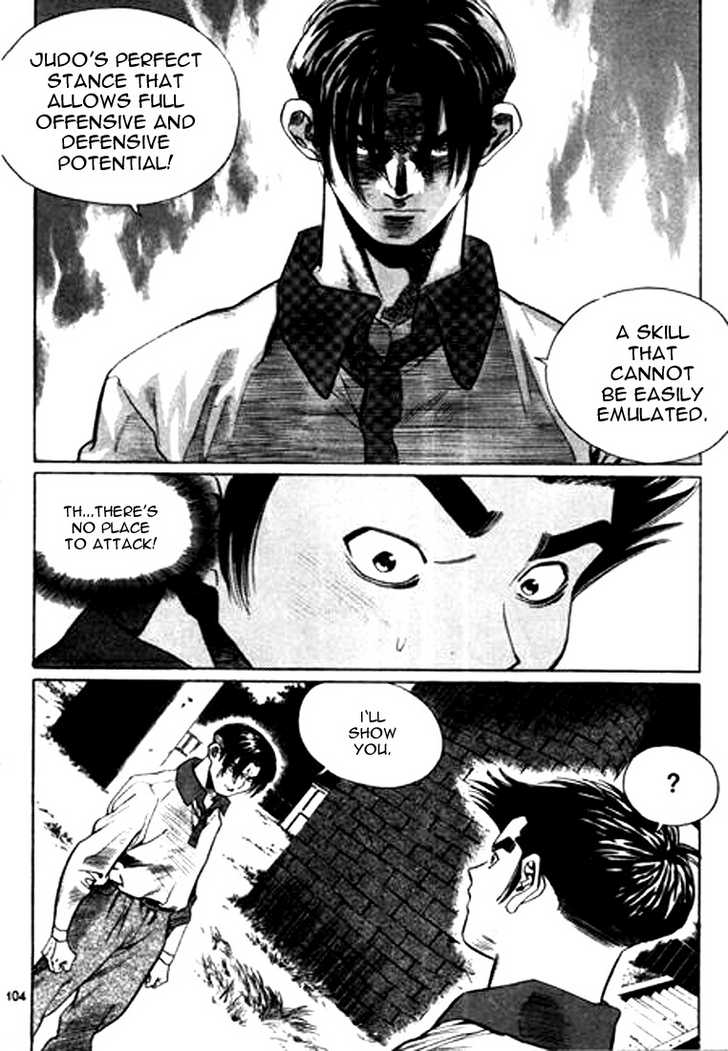 JUDO'S PERFECT
STANCE THAT
ALLOWS FULL
OFFENSIVE AND
DEFENSIVE
POTENTIAL!
A SKILL
THAT
CANNOT
BE EASILY
EMULATED.
TH...THERE'S
NO PLACE
TO ATTACK!
I'LL
SHOW
YOU.
?
104